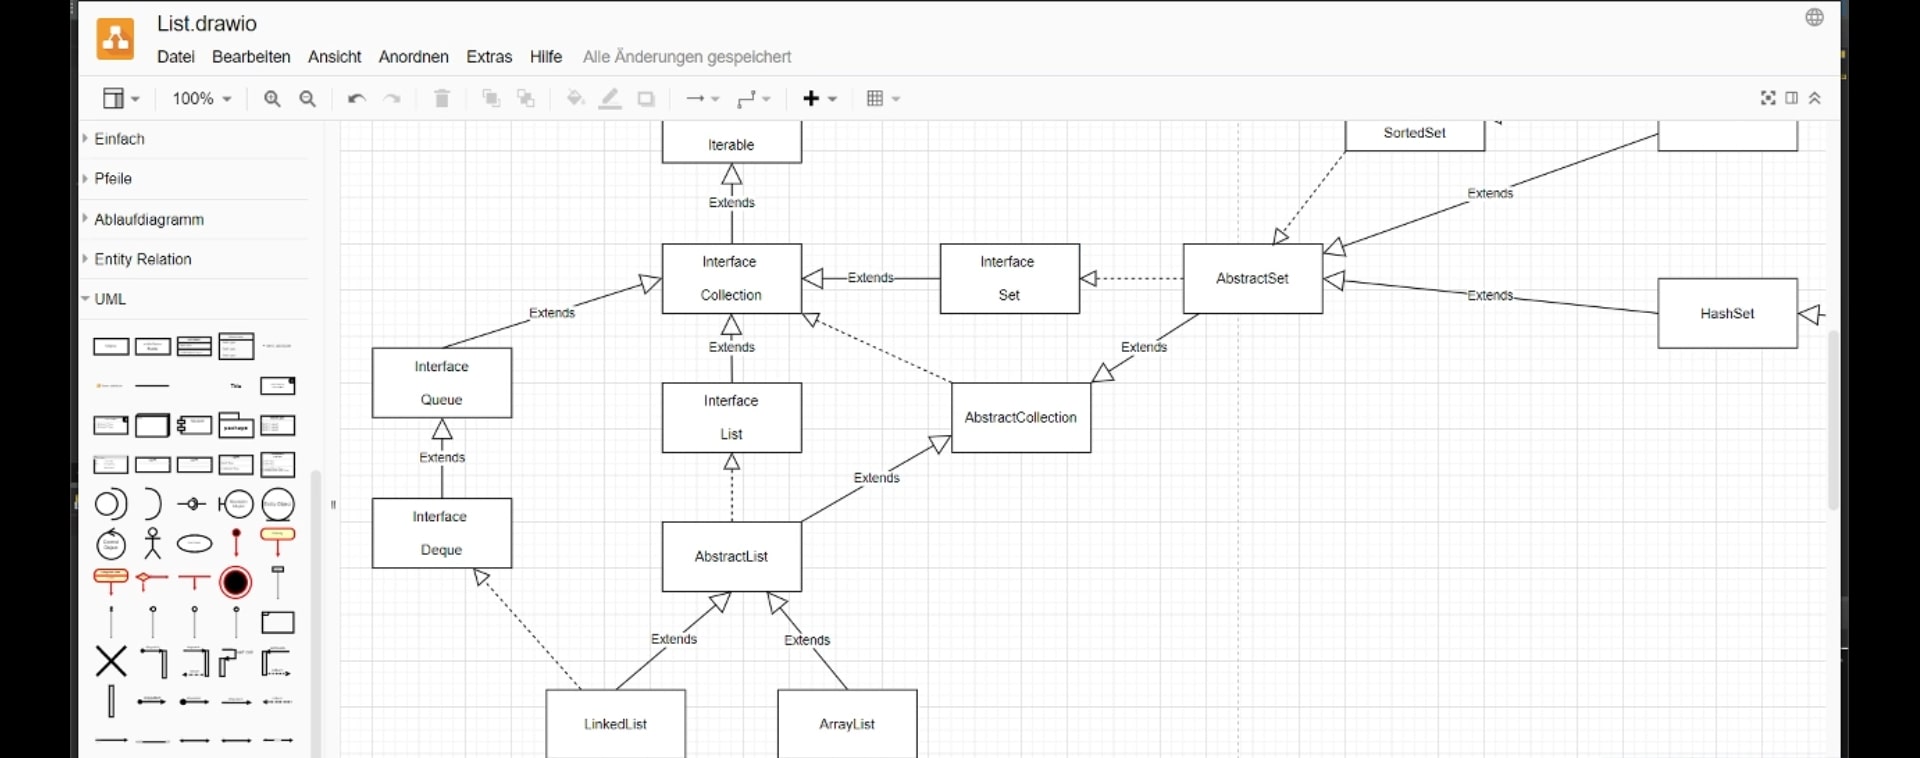 List.drawio
Datei Bearbeiten Ansicht Anordnen Extras Hilfe Alle Änderungen gespeichert
100%
Einfach
Pfeile
Ablaufdiagramm
Entity Relation
UML
Title
package
Iterable
SortedSet
Extends
Extends
Interface
Collection
Extends
Interface
Set
AbstractSet
Extends
HashSet
Extends
Extends
Extends
Interface
Queue
Interface
List
AbstractCollection
Extends
Extends
Interface
Deque
AbstractList
Extends
Extends
LinkedList
ArrayList